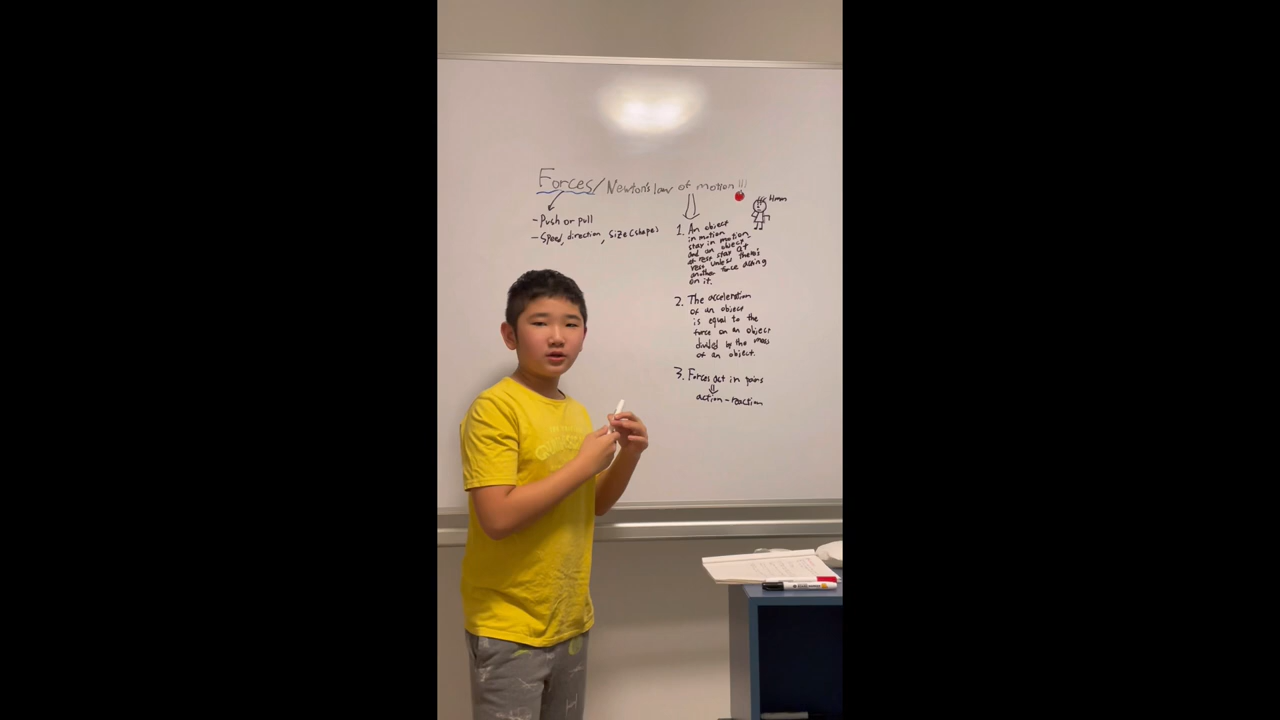 Forces/Newton's law of motion!!!
Hmm
- Push or pull
- Speed, direction, size (shape)
1. An object
in motion
stay in motion.
and an object
at rest stay at
rest unless there's
another force acting
on it.
2. The acceleration
of an object
is equal to the
force on an object
divided by the mass
of an object.
3. Forces act in pairs
action - reaction